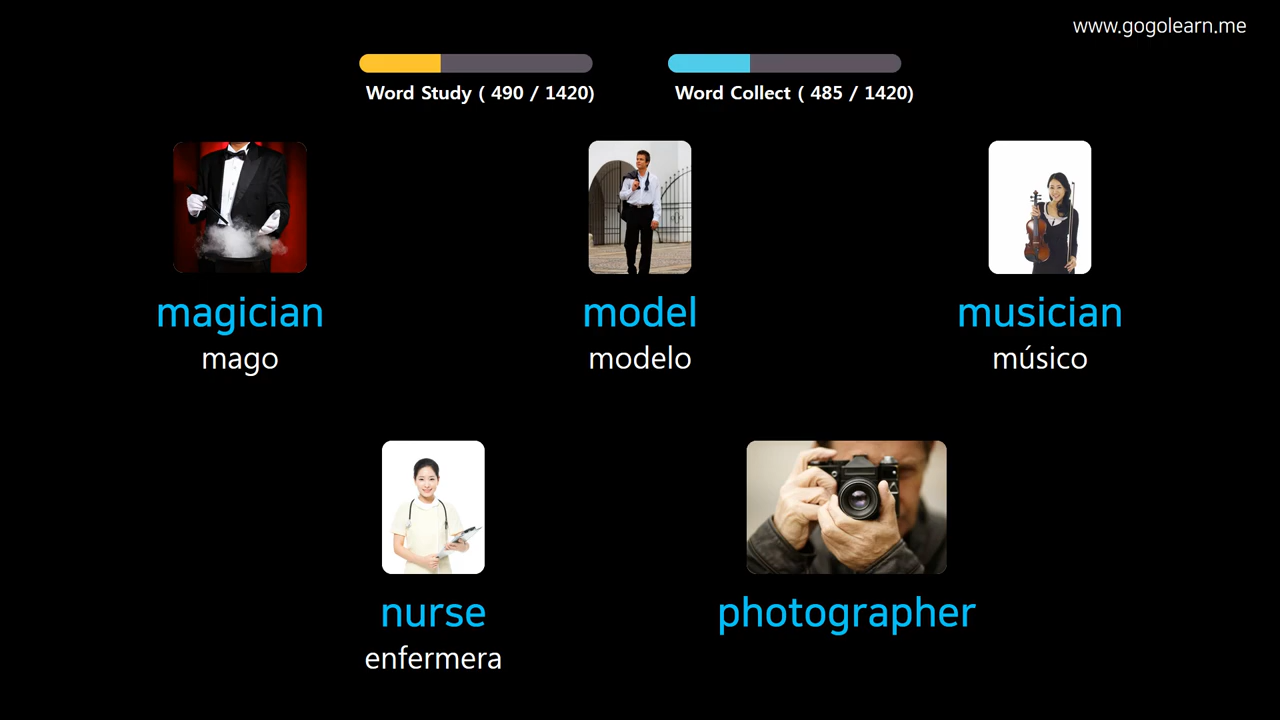 www.gogolearn.me
Word Study ( 490 / 1420)
Word Collect ( 485 / 1420)
magician
mago
model
modelo
musician
músico
nurse
enfermera
photographer